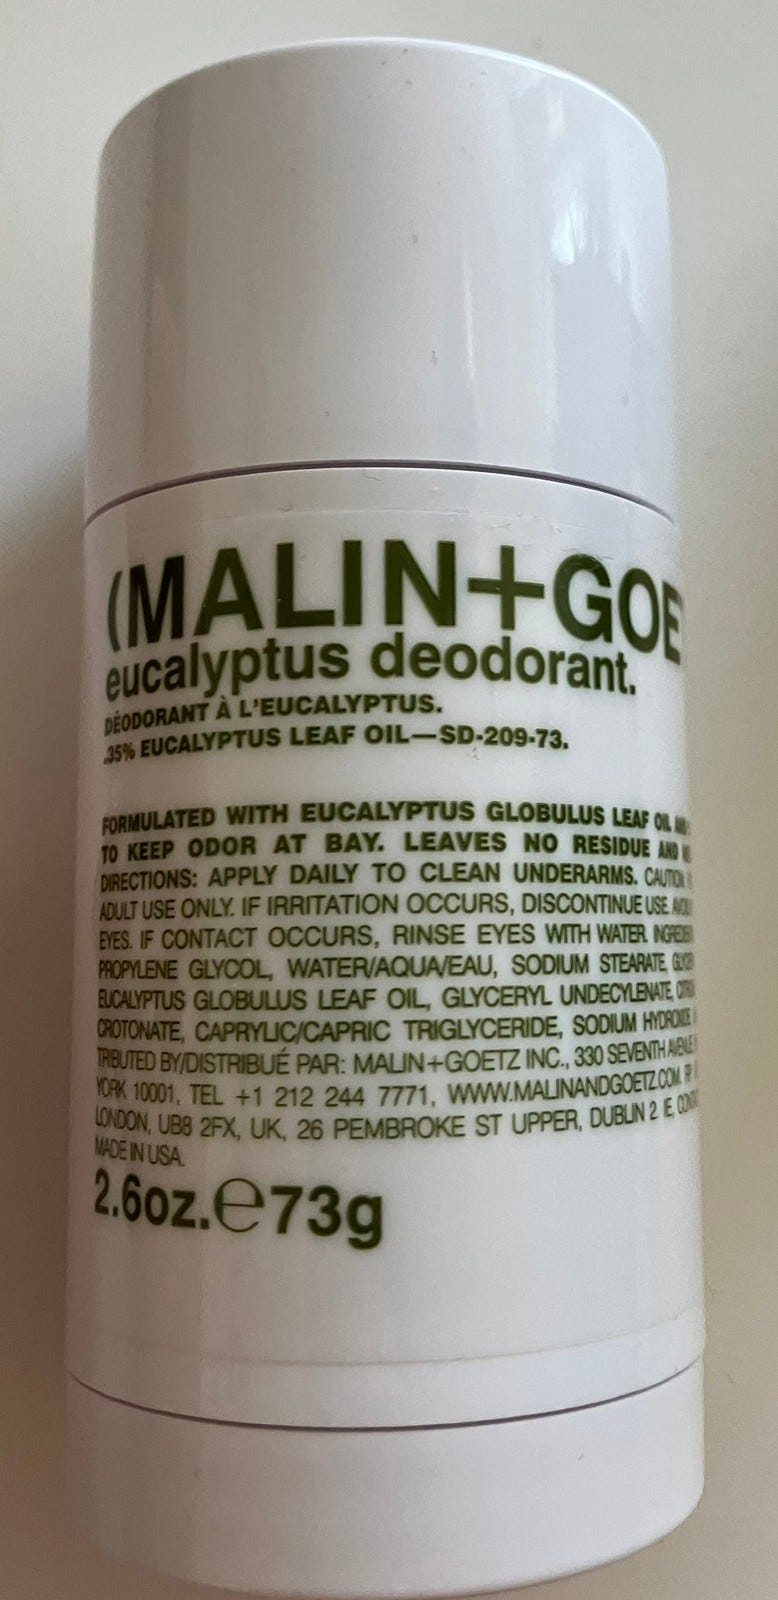 (MALIN+GOE
eucalyptus deodorant.
DÉODORANT À L'EUCALYPTUS.
.35% EUCALYPTUS LEAF OIL—SD-209-73.
FORMULATED WITH EUCALYPTUS GLOBULUS LEAF OIL
TO KEEP ODOR AT BAY. LEAVES NO RESIDUE AND
DIRECTIONS: APPLY DAILY TO CLEAN UNDERARMS. CAUTION
ADULT USE ONLY. IF IRRITATION OCCURS, DISCONTINUE USE.
EYES. IF CONTACT OCCURS, RINSE EYES WITH WATER.
PROPYLENE GLYCOL, WATER/AQUA/EAU, SODIUM STEARATE,
EUCALYPTUS GLOBULUS LEAF OIL, GLYCERYL UNDECYLENATE,
CROTONATE, CAPRYLIC/CAPRIC TRIGLYCERIDE, SODIUM HYDROXIDE
TRIBUTED BY/DISTRIBUÉ PAR: MALIN+GOETZ INC., 330 SEVENTH AVENUE,
YORK 10001, TEL +1 212 244 7771, WWW.MALINANDGOETZ.COM. RP
LONDON, UB8 2FX, UK, 26 PEMBROKE ST UPPER, DUBLIN 2. IE,
MADE IN USA.
2.6oz.℮73g